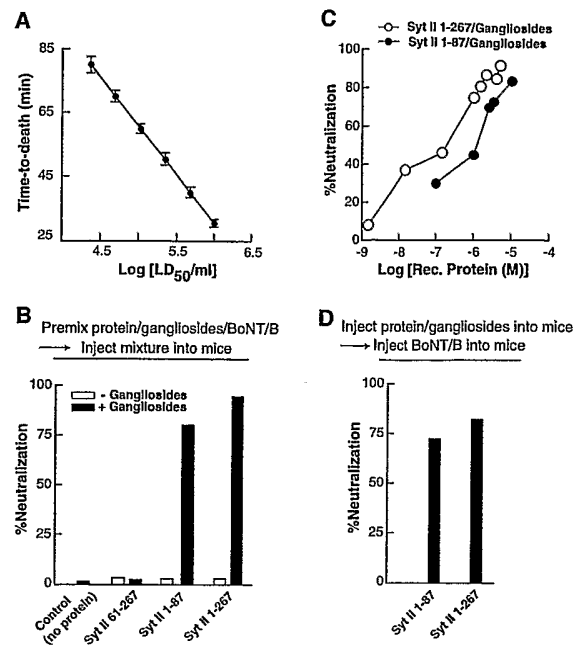 A
Time-to-death (min)
85
65
45
25
4.5 5.5 6.5
Log [LD50/ml]
C
Syt II 1-267/Gangliosides
Syt II 1-87/Gangliosides
%Neutralization
100
80
60
40
20
0
-9 -8 -7 -6 -5 -4
Log [Rec. Protein (M)]
B
Premix protein/gangliosides/BoNT/B
Inject mixture into mice
- Gangliosides
+ Gangliosides
%Neutralization
100
75
50
25
0
Control
(no protein)
Syt II 61-267
Syt II 1-87
Syt II 1-267
D
Inject protein/gangliosides into mice
Inject BoNT/B into mice
%Neutralization
100
75
50
25
0
Syt II 1-87
Syt II 1-267